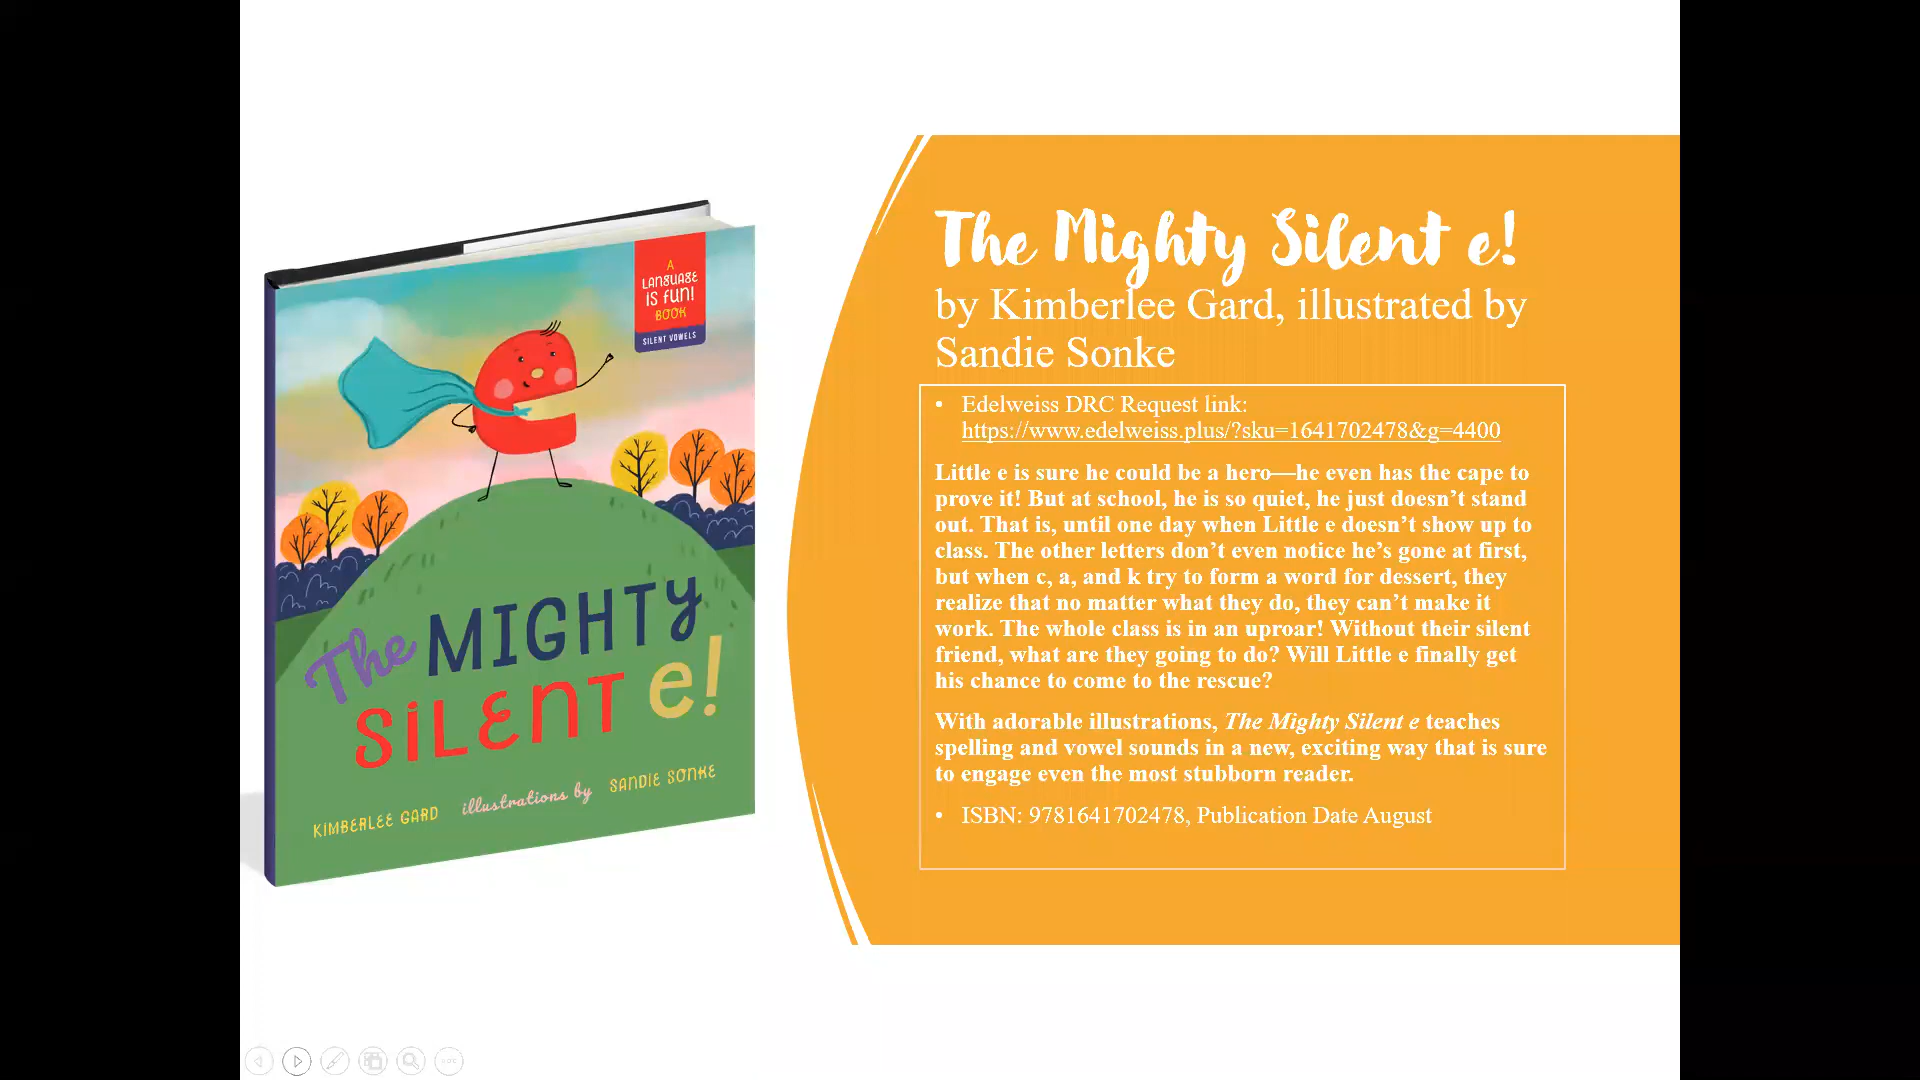 A
LANGUAGE
IS FUN!
BOOK
SILENT VOWELS
The MIGHTY
SILENT e!
KIMBERLEE GARD illustrations by SANDIE SONKE
The Mighty Silent e!
by Kimberlee Gard, illustrated by
Sandie Sonke
• Edelweiss DRC Request link:
https://www.edelweiss.plus/?sku=1641702478&g=4400
Little e is sure he could be a hero—he even has the cape to
prove it! But at school, he is so quiet, he just doesn’t stand
out. That is, until one day when Little e doesn’t show up to
class. The other letters don’t even notice he’s gone at first,
but when c, a, and k try to form a word for dessert, they
realize that no matter what they do, they can’t make it
work. The whole class is in an uproar! Without their silent
friend, what are they going to do? Will Little e finally get
his chance to come to the rescue?
With adorable illustrations, The Mighty Silent e teaches
spelling and vowel sounds in a new, exciting way that is sure
to engage even the most stubborn reader.
• ISBN: 9781641702478, Publication Date August